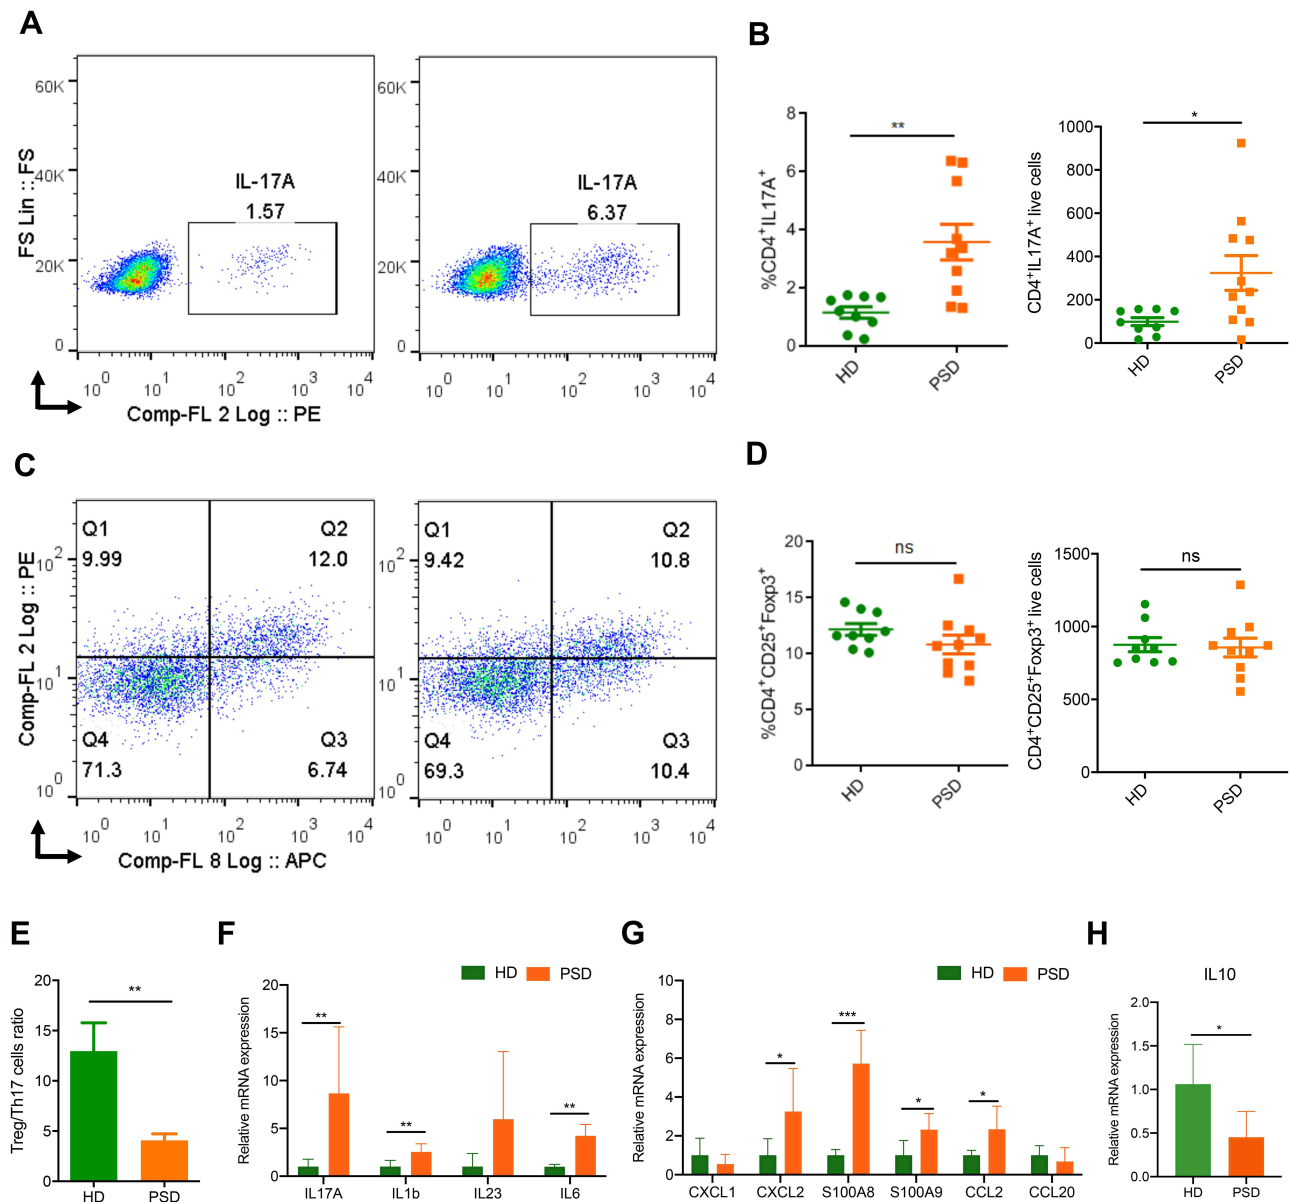 A
60K
40K
20K
0
FS Lin :: FS
IL-17A
1.57
10^0 10^1 10^2 10^3 10^4
Comp-FL 2 Log :: PE
60K
40K
20K
0
IL-17A
6.37
10^0 10^1 10^2 10^3 10^4
B
%CD4+IL17A+
8
6
4
2
0
**
HD PSD
CD4+IL17A+ live cells
1000
800
600
400
200
0
*
HD PSD
C
Comp-FL 2 Log :: PE
10^2
10^1
10^0
Q1
9.99
Q2
12.0
Q4
71.3
Q3
6.74
10^0 10^1 10^2 10^3 10^4
Comp-FL 8 Log :: APC
10^2
10^1
10^0
Q1
9.42
Q2
10.8
Q4
69.3
Q3
10.4
10^0 10^1 10^2 10^3 10^4
D
%CD4+CD25+Foxp3+
20
15
10
5
0
ns
HD PSD
CD4+CD25+Foxp3+ live cells
1500
1000
500
0
ns
HD PSD
E
Treg/Th17 cells ratio
20
15
10
5
0
**
HD PSD
F
HD PSD
Relative mRNA expression
20
15
10
5
0
** ** **
IL17A IL1b IL23 IL6
G
HD PSD
Relative mRNA expression
10
8
6
4
2
0
* *** * *
CXCL1 CXCL2 S100A8 S100A9 CCL2 CCL20
H
IL10
Relative mRNA expression
2.0
1.5
1.0
0.5
0.0
*
HD PSD